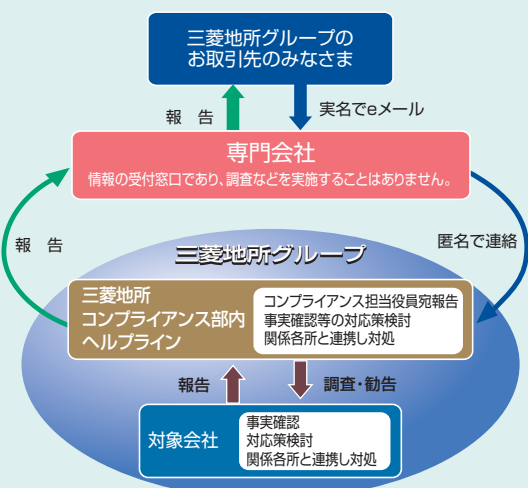 三菱地所グループの
お取引先のみなさま
報 告
実名でeメール
専門会社
情報の受付窓口であり、調査などを実施することはありません。
報 告
匿名で連絡
三菱地所グループ
三菱地所
コンプライアンス部内
ヘルプライン
コンプライアンス担当役員宛報告
事実確認等の対応策検討
関係各所と連携し対処
報告
調査・勧告
対象会社
事実確認
対応策検討
関係各所と連携し対処